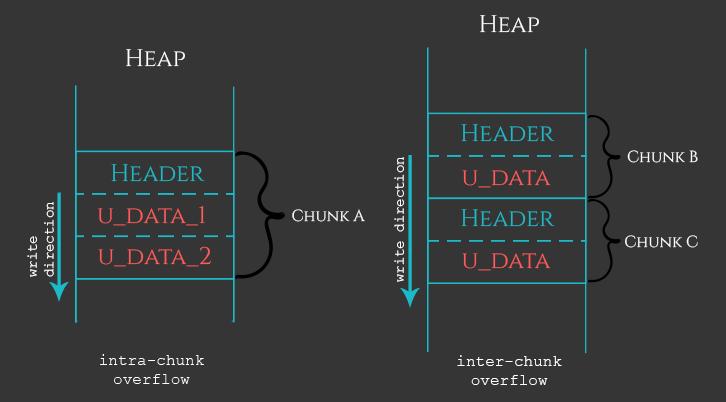 HEAP
HEADER
U_DATA_1
U_DATA_2
CHUNK A
write
direction
intra-chunk
overflow
HEAP
HEADER
U_DATA
HEADER
U_DATA
CHUNK B
CHUNK C
write direction
inter-chunk
overflow